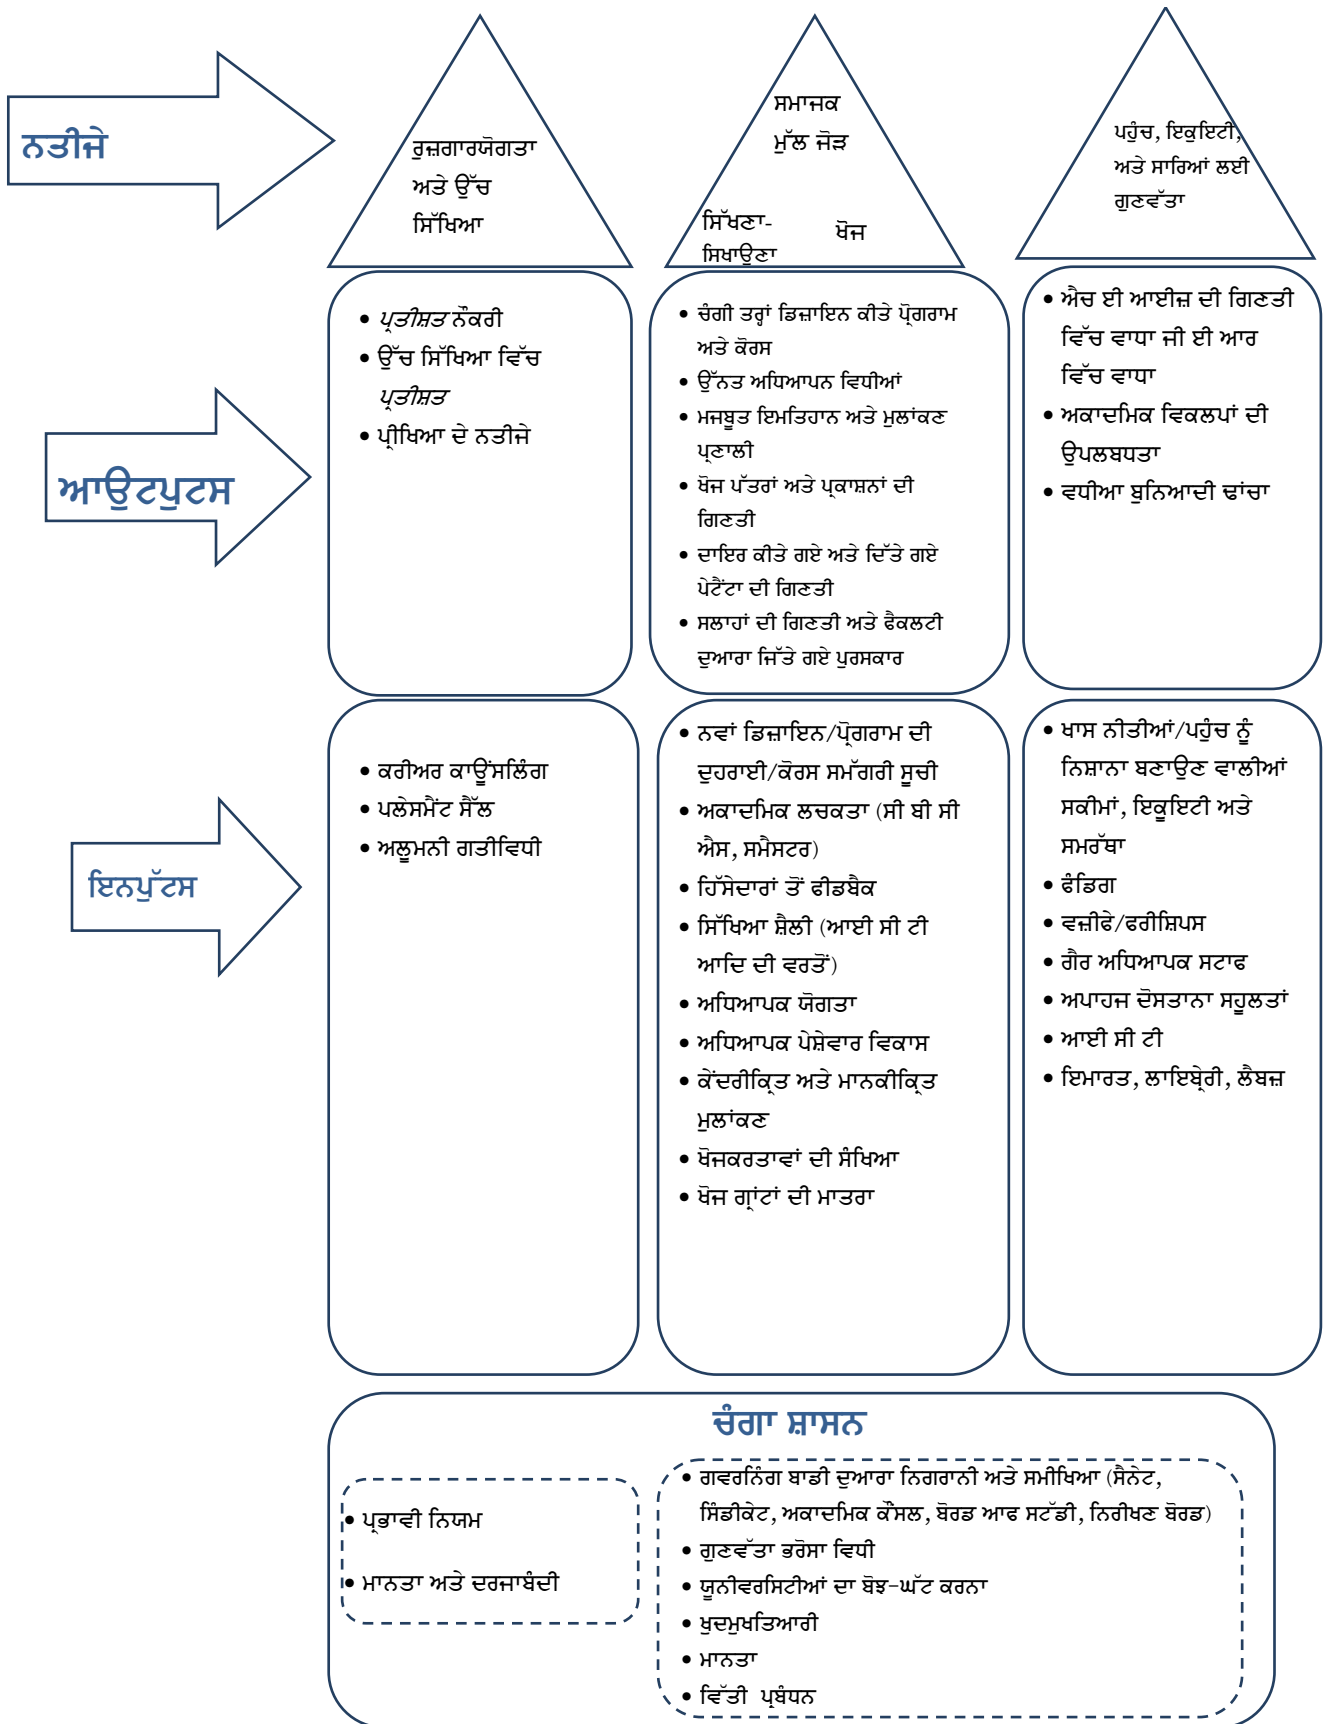 ਨਤੀਜੇ
ਰੁਜ਼ਗਾਰਯੋਗਤਾ
ਅਤੇ ਉੱਚ
ਸਿੱਖਿਆ
ਸਮਾਜਕ
ਮੁੱਲ ਜੋੜ
ਸਿੱਖਣਾ-
ਸਿਖਾਉਣਾ
ਖੋਜ
ਪਹੁੰਚ, ਇਕੁਇਟੀ,
ਅਤੇ ਸਾਰਿਆਂ ਲਈ
ਗੁਣਵੱਤਾ
ਆਉਟਪੁਟਸ
• ਪ੍ਰਤੀਸ਼ਤ ਨੌਕਰੀ
• ਉੱਚ ਸਿੱਖਿਆ ਵਿੱਚ
ਪ੍ਰਤੀਸ਼ਤ
• ਪ੍ਰੀਖਿਆ ਦੇ ਨਤੀਜੇ
• ਚੰਗੀ ਤਰ੍ਹਾਂ ਡਿਜ਼ਾਇਨ ਕੀਤੇ ਪ੍ਰੋਗਰਾਮ
ਅਤੇ ਕੋਰਸ
• ਉੱਨਤ ਅਧਿਆਪਨ ਵਿਧੀਆਂ
• ਮਜਬੂਤ ਇਮਤਿਹਾਨ ਅਤੇ ਮੁਲਾਂਕਣ
ਪ੍ਰਣਾਲੀ
• ਖੋਜ ਪੱਤਰਾਂ ਅਤੇ ਪ੍ਰਕਾਸ਼ਨਾਂ ਦੀ
ਗਿਣਤੀ
• ਦਾਇਰ ਕੀਤੇ ਗਏ ਅਤੇ ਦਿੱਤੇ ਗਏ
ਪੇਟੈਂਟਾ ਦੀ ਗਿਣਤੀ
• ਸਲਾਹਾਂ ਦੀ ਗਿਣਤੀ ਅਤੇ ਫੈਕਲਟੀ
ਦੁਆਰਾ ਜਿੱਤੇ ਗਏ ਪੁਰਸਕਾਰ
• ਐਚ ਈ ਆਈਜ਼ ਦੀ ਗਿਣਤੀ
ਵਿੱਚ ਵਾਧਾ ਜੀ ਈ ਆਰ
ਵਿੱਚ ਵਾਧਾ
• ਅਕਾਦਮਿਕ ਵਿਕਲਪਾਂ ਦੀ
ਉਪਲਬਧਤਾ
• ਵਧੀਆ ਬੁਨਿਆਦੀ ਢਾਂਚਾ
ਇਨਪੁੱਟਸ
• ਕਰੀਅਰ ਕਾਊਂਸਲਿੰਗ
• ਪਲੇਸਮੈਂਟ ਸੈੱਲ
• ਅਲੂਮਨੀ ਗਤੀਵਿਧੀ
• ਨਵਾਂ ਡਿਜ਼ਾਇਨ/ਪ੍ਰੋਗਰਾਮ ਦੀ
ਦੁਹਰਾਈ/ਕੋਰਸ ਸਮੱਗਰੀ ਸੂਚੀ
• ਅਕਾਦਮਿਕ ਲਚਕਤਾ (ਸੀ ਬੀ ਸੀ
ਐਸ, ਸਮੈਸਟਰ)
• ਹਿੱਸੇਦਾਰਾਂ ਤੋਂ ਫੀਡਬੈਕ
• ਸਿੱਖਿਆ ਸ਼ੈਲੀ (ਆਈ ਸੀ ਟੀ
ਆਦਿ ਦੀ ਵਰਤੋਂ)
• ਅਧਿਆਪਕ ਯੋਗਤਾ
• ਅਧਿਆਪਕ ਪੇਸ਼ੇਵਾਰ ਵਿਕਾਸ
• ਕੇਂਦਰੀਕ੍ਰਿਤ ਅਤੇ ਮਾਨਕੀਕ੍ਰਿਤ
ਮੁਲਾਂਕਣ
• ਖੋਜਕਰਤਾਵਾਂ ਦੀ ਸੰਖਿਆ
• ਖੋਜ ਗ੍ਰਾਂਟਾਂ ਦੀ ਮਾਤਰਾ
• ਖਾਸ ਨੀਤੀਆਂ/ਪਹੁੰਚ ਨੂੰ
ਨਿਸ਼ਾਨਾ ਬਣਾਉਣ ਵਾਲੀਆਂ
ਸਕੀਮਾਂ, ਇਕੁਇਟੀ ਅਤੇ
ਸਮਰੱਥਾ
• ਫੰਡਿਗ
• ਵਜ਼ੀਫੇ/ਫਰੀਸ਼ਿਪਸ
• ਗੈਰ ਅਧਿਆਪਕ ਸਟਾਫ
• ਅਪਾਹਜ ਦੋਸਤਾਨਾ ਸਹੂਲਤਾਂ
• ਆਈ ਸੀ ਟੀ
• ਇਮਾਰਤ, ਲਾਇਬ੍ਰੇਰੀ, ਲੈਬਜ਼
ਚੰਗਾ ਸ਼ਾਸਨ
• ਪ੍ਰਭਾਵੀ ਨਿਯਮ
• ਮਾਨਤਾ ਅਤੇ ਦਰਜਾਬੰਦੀ
• ਗਵਰਨਿੰਗ ਬਾਡੀ ਦੁਆਰਾ ਨਿਗਰਾਨੀ ਅਤੇ ਸਮੀਖਿਆ (ਸੈਨੇਟ,
ਸਿੰਡੀਕੇਟ, ਅਕਾਦਮਿਕ ਕੌਂਸਲ, ਬੋਰਡ ਆਫ ਸਟੱਡੀ, ਨਿਰੀਖਣ ਬੋਰਡ)
• ਗੁਣਵੱਤਾ ਭਰੋਸਾ ਵਿਧੀ
• ਯੂਨੀਵਰਸਿਟੀਆਂ ਦਾ ਬੋਝ-ਘੱਟ ਕਰਨਾ
• ਖੁਦਮੁਖਤਿਆਰੀ
• ਮਾਨਤਾ
• ਵਿੱਤੀ ਪ੍ਰਬੰਧਨ